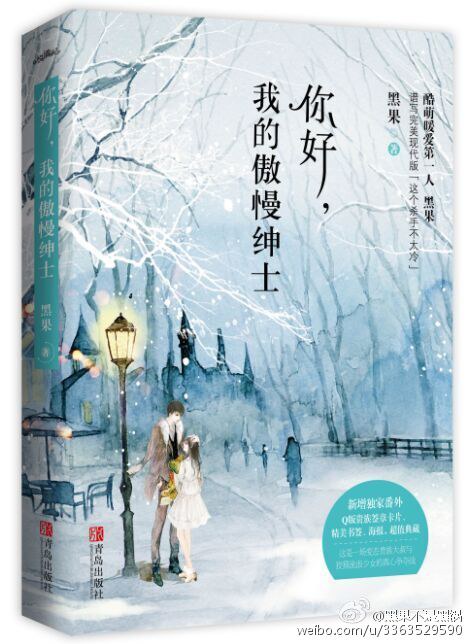 你好，
我的傲慢绅士
黑果
著
酷萌暖爱第一人 黑果
谱写完美现代版「这个杀手不太冷」
黑果 著
你好，
我的傲慢绅士
新增独家番外
Q版贵族签章卡片、
精美书签、海报，超值典藏
青岛出版社
青岛出版社
weibo.com/u/3363529590